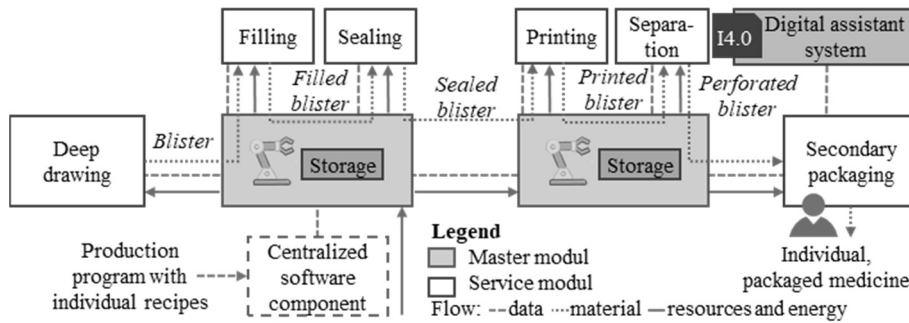 Filling
Sealing
Printing
Separa-
tion
I4.0
Digital assistant
system
Filled
blister
Sealed
blister
Printed
blister
Perforated
blister
Blister
Deep
drawing
Storage
Storage
Secondary
packaging
Production
program with
individual recipes
Centralized
software
component
Legend
Master modul
Service modul
Individual,
packaged medicine
Flow: data material resources and energy